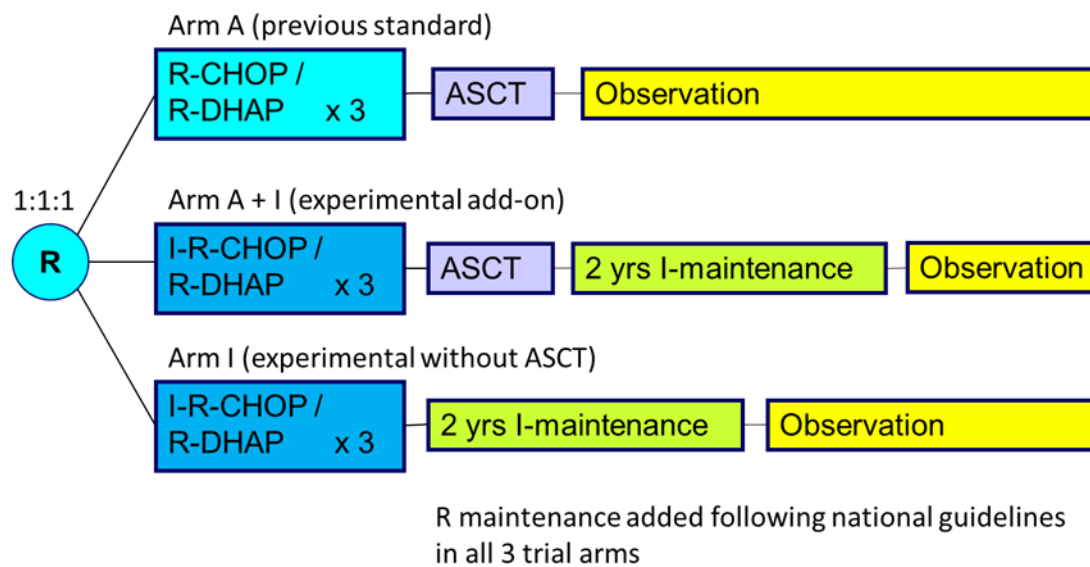 Arm A (previous standard)
R-CHOP /
R-DHAP x 3
ASCT
Observation
1:1:1
R
Arm A + I (experimental add-on)
I-R-CHOP /
R-DHAP x 3
ASCT
2 yrs I-maintenance
Observation
Arm I (experimental without ASCT)
I-R-CHOP /
R-DHAP x 3
2 yrs I-maintenance
Observation
R maintenance added following national guidelines
in all 3 trial arms